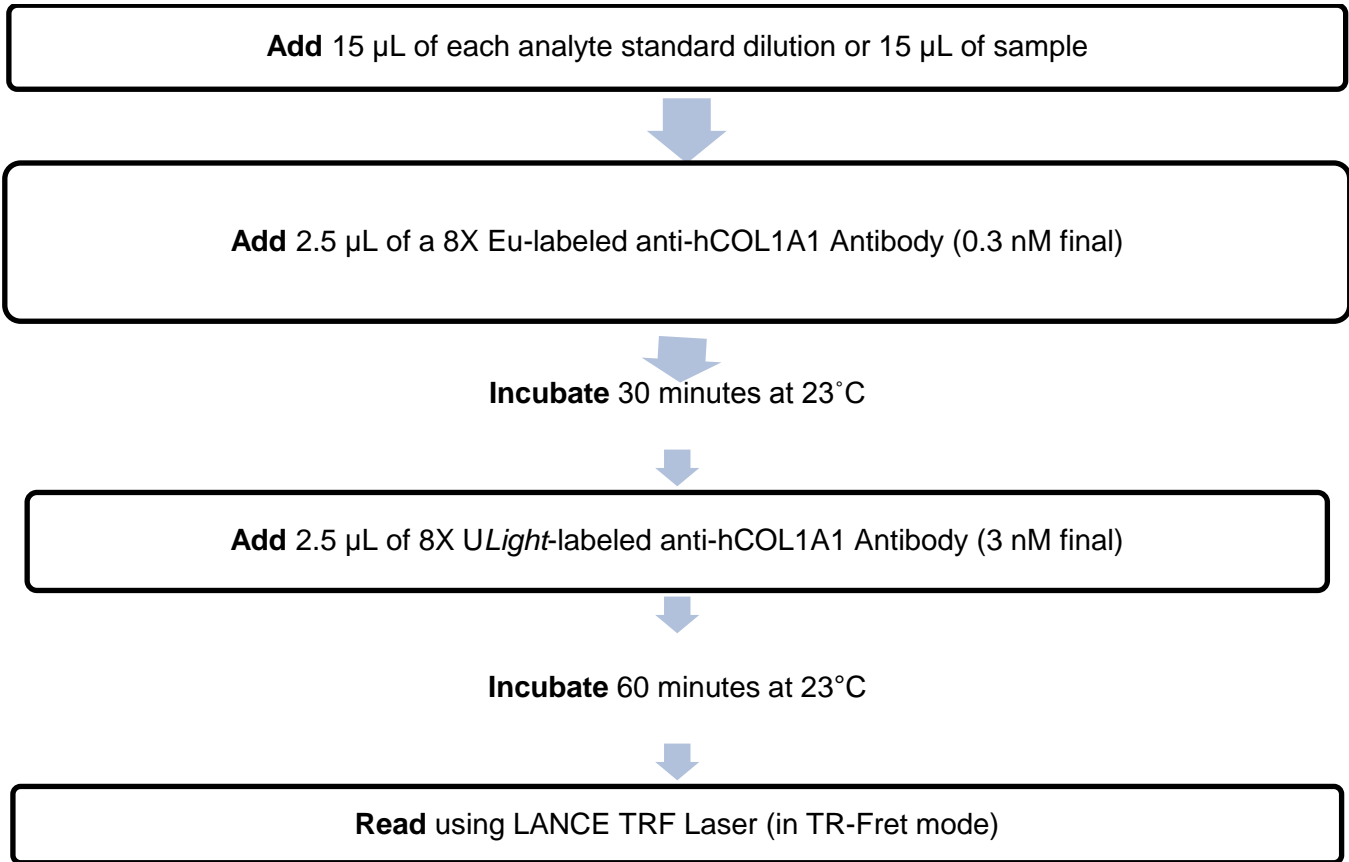 Add 15 µL of each analyte standard dilution or 15 µL of sample
Add 2.5 µL of a 8X Eu-labeled anti-hCOL1A1 Antibody (0.3 nM final)
Incubate 30 minutes at 23˚C
Add 2.5 µL of 8X ULight-labeled anti-hCOL1A1 Antibody (3 nM final)
Incubate 60 minutes at 23°C
Read using LANCE TRF Laser (in TR-Fret mode)